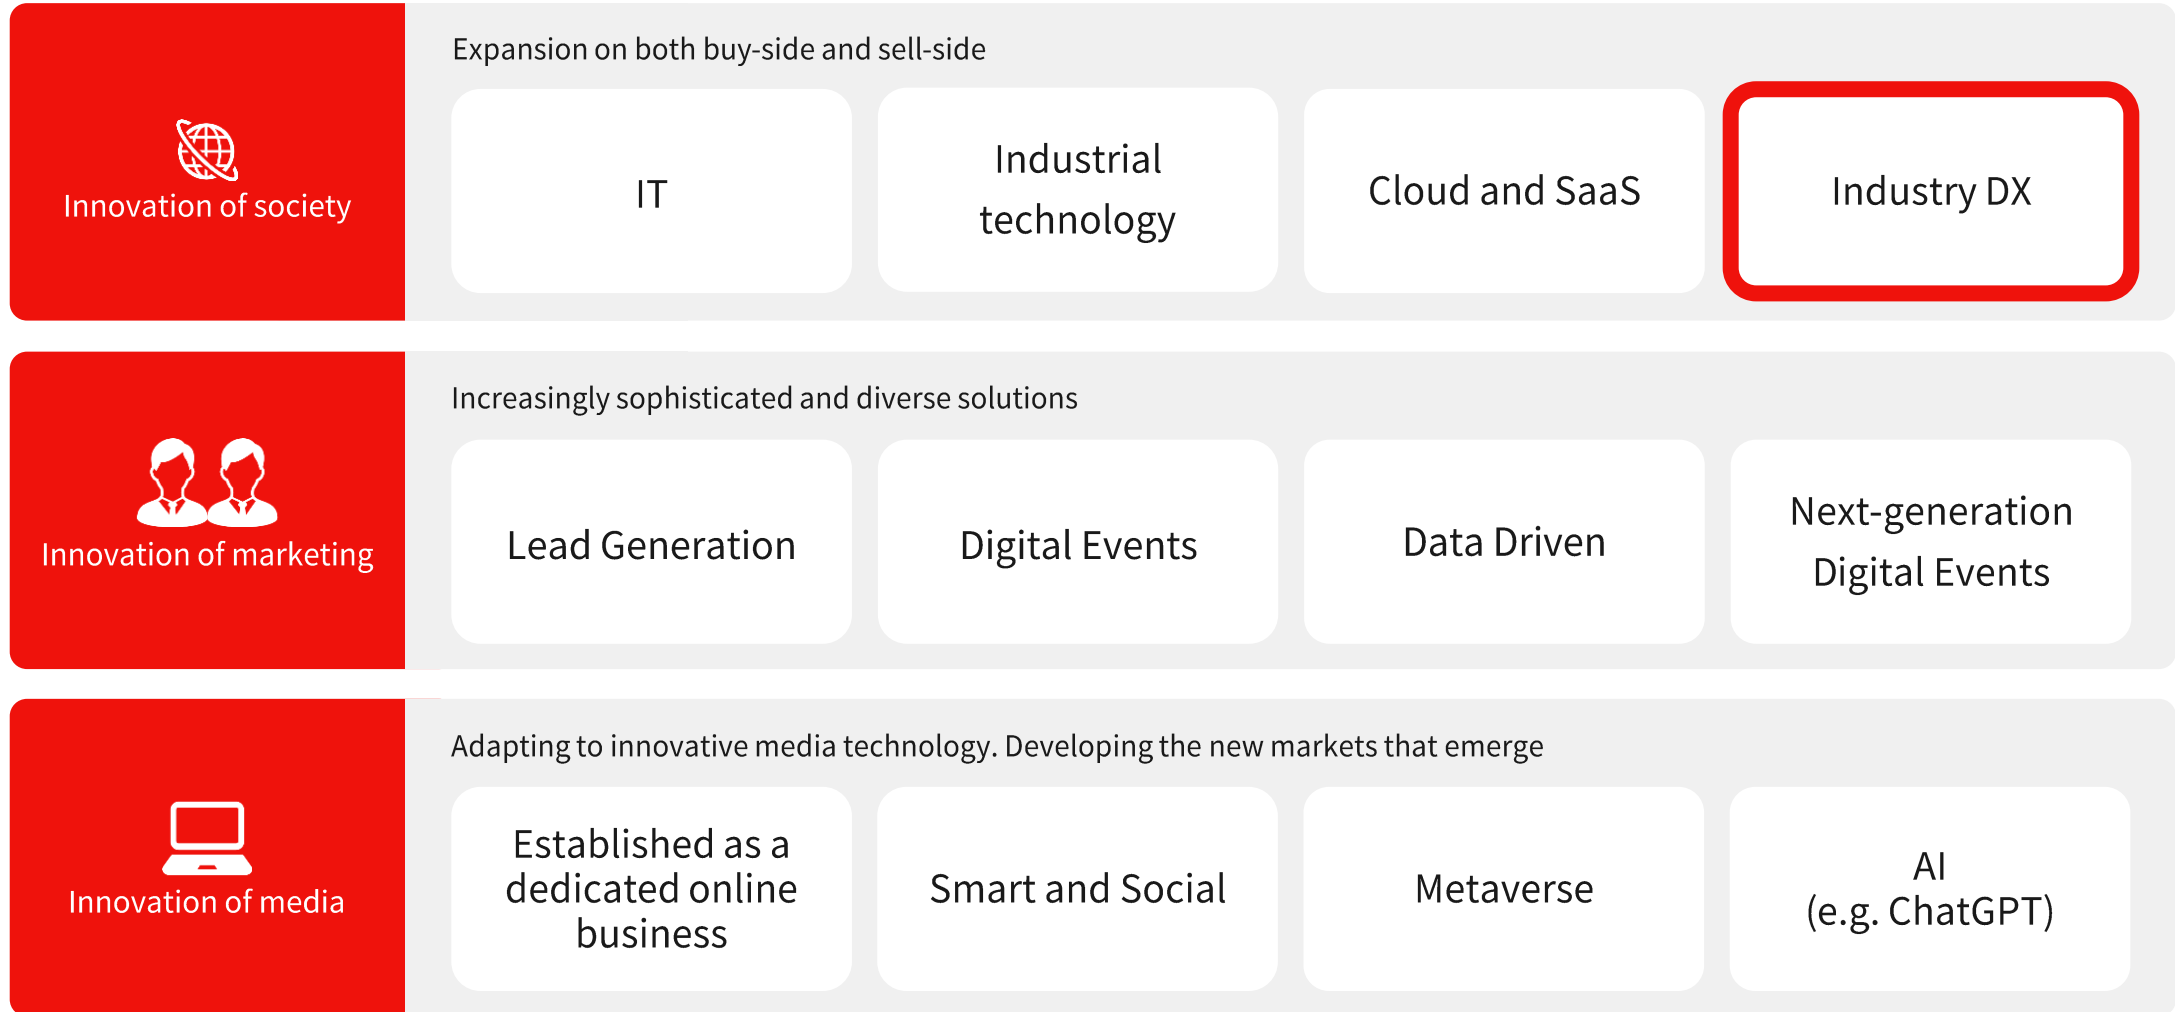 Innovation of society
Expansion on both buy-side and sell-side
IT
Industrial
technology
Cloud and SaaS
Industry DX
Innovation of marketing
Increasingly sophisticated and diverse solutions
Lead Generation
Digital Events
Data Driven
Next-generation
Digital Events
Innovation of media
Adapting to innovative media technology. Developing the new markets that emerge
Established as a
dedicated online
business
Smart and Social
Metaverse
AI
(e.g. ChatGPT)